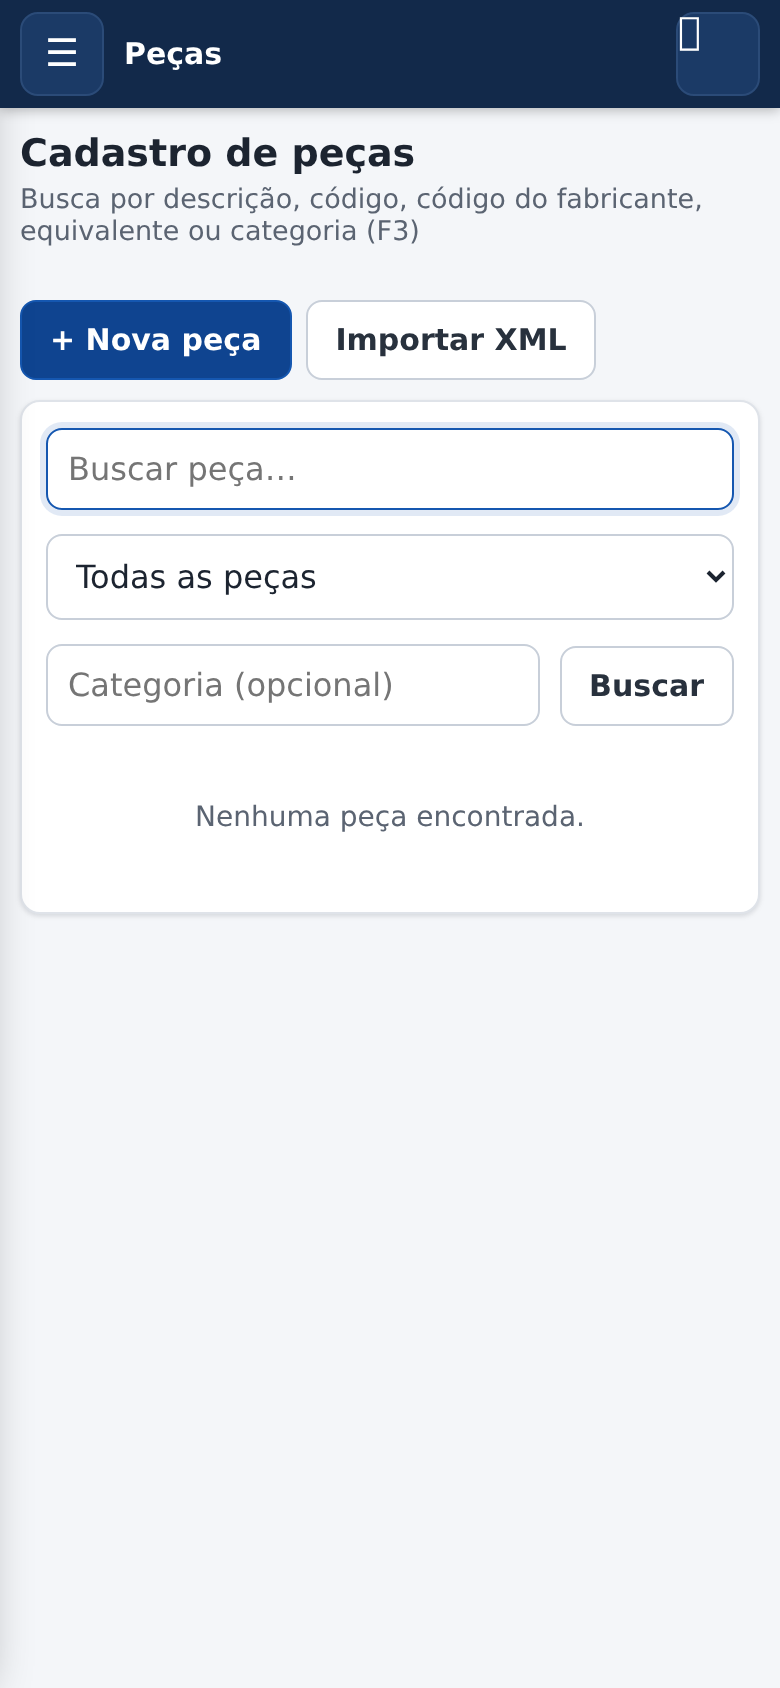 ☰ Peças
Cadastro de peças
Busca por descrição, código, código do fabricante,
equivalente ou categoria (F3)
+ Nova peça
Importar XML
Buscar peça...
Todas as peças
Categoria (opcional)
Buscar
Nenhuma peça encontrada.